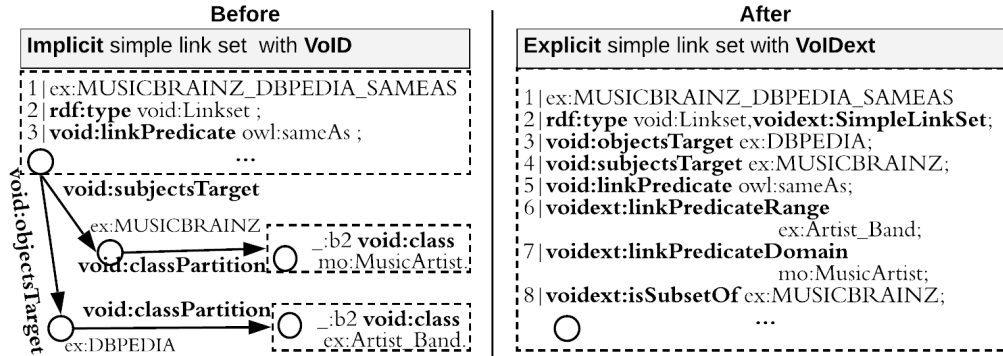 Before
Implicit simple link set with VoID
1| ex:MUSICBRAINZ_DBPEDIA_SAMEAS
2| rdf:type void:Linkset ;
3| void:linkPredicate owl:sameAs ;
...
void:subjectsTarget
void:objectsTarget
ex:MUSICBRAINZ
void:classPartition
_:b2 void:class
mo:MusicArtist.
void:classPartition
ex:DBPEDIA
_:b2 void:class
ex:Artist_Band.
After
Explicit simple link set with VoIDext
1| ex:MUSICBRAINZ_DBPEDIA_SAMEAS
2| rdf:type void:Linkset,voidext:SimpleLinkSet;
3| void:objectsTarget ex:DBPEDIA;
4| void:subjectsTarget ex:MUSICBRAINZ;
5| void:linkPredicate owl:sameAs;
6| voidext:linkPredicateRange
ex:Artist_Band;
7| voidext:linkPredicateDomain
mo:MusicArtist;
8| voidext:isSubsetOf ex:MUSICBRAINZ;
...